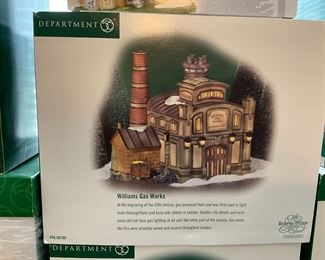 DEPARTMENT 56
Williams Gas Works
At the beginning of the 19th century, gas produced from coal was first used to light
main thoroughfares and busy side streets in London. Smaller city streets and rural
areas did not have gas lighting at all until the latter part of the century. Gas works
like this were privately owned and located throughout London.
Dickens' Village
DEPARTMENT 56